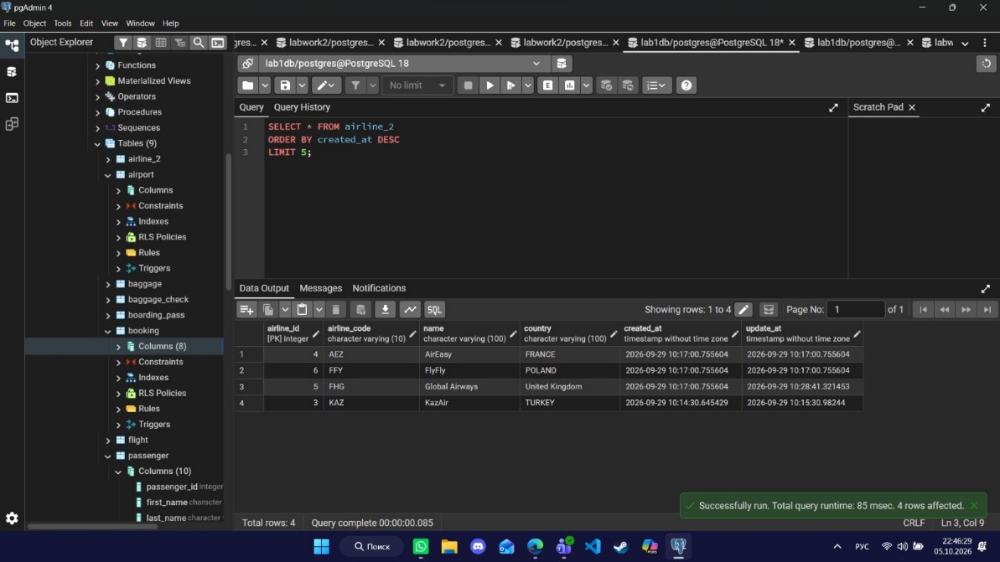 pgAdmin 4
File Object Tools Edit View Window Help
Object Explorer
gres... labwork2/postgres... labwork2/postgres... labwork2/postgres... lab1db/postgres@PostgreSQL 18* lab1db/postgres@... labw
lab1db/postgres@PostgreSQL 18
No limit
Query Query History
Scratch Pad
1 SELECT * FROM airline_2
2 ORDER BY created_at DESC
3 LIMIT 5;
Functions
Materialized Views
Operators
Procedures
1..3 Sequences
Tables (9)
airline_2
airport
Columns
Constraints
Indexes
RLS Policies
Rules
Triggers
baggage
baggage_check
boarding_pass
booking
Columns (8)
Constraints
Indexes
RLS Policies
Rules
Triggers
flight
passenger
Columns (10)
passenger_id integer
first_name character
last_name character
Data Output Messages Notifications
SQL
Showing rows: 1 to 4 Page No: 1 of 1
airline_id airline_code name country created_at update_at
[PK] integer character varying (10) character varying (100) character varying (100) timestamp without time zone timestamp without time zone
1 4 AEZ AirEasy FRANCE 2026-09-29 10:17:00.755604 2026-09-29 10:17:00.755604
2 6 FFY FlyFly POLAND 2026-09-29 10:17:00.755604 2026-09-29 10:17:00.755604
3 5 FHG Global Airways United Kingdom 2026-09-29 10:17:00.755604 2026-09-29 10:28:41.321453
4 3 KAZ KazAir TURKEY 2026-09-29 10:14:30.645429 2026-09-29 10:15:30.98244
Successfully run. Total query runtime: 85 msec. 4 rows affected.
Total rows: 4 Query complete 00:00:00.085 CRLF Ln 3, Col 9
Поиск
РУС
22:46:29
05.10.2026